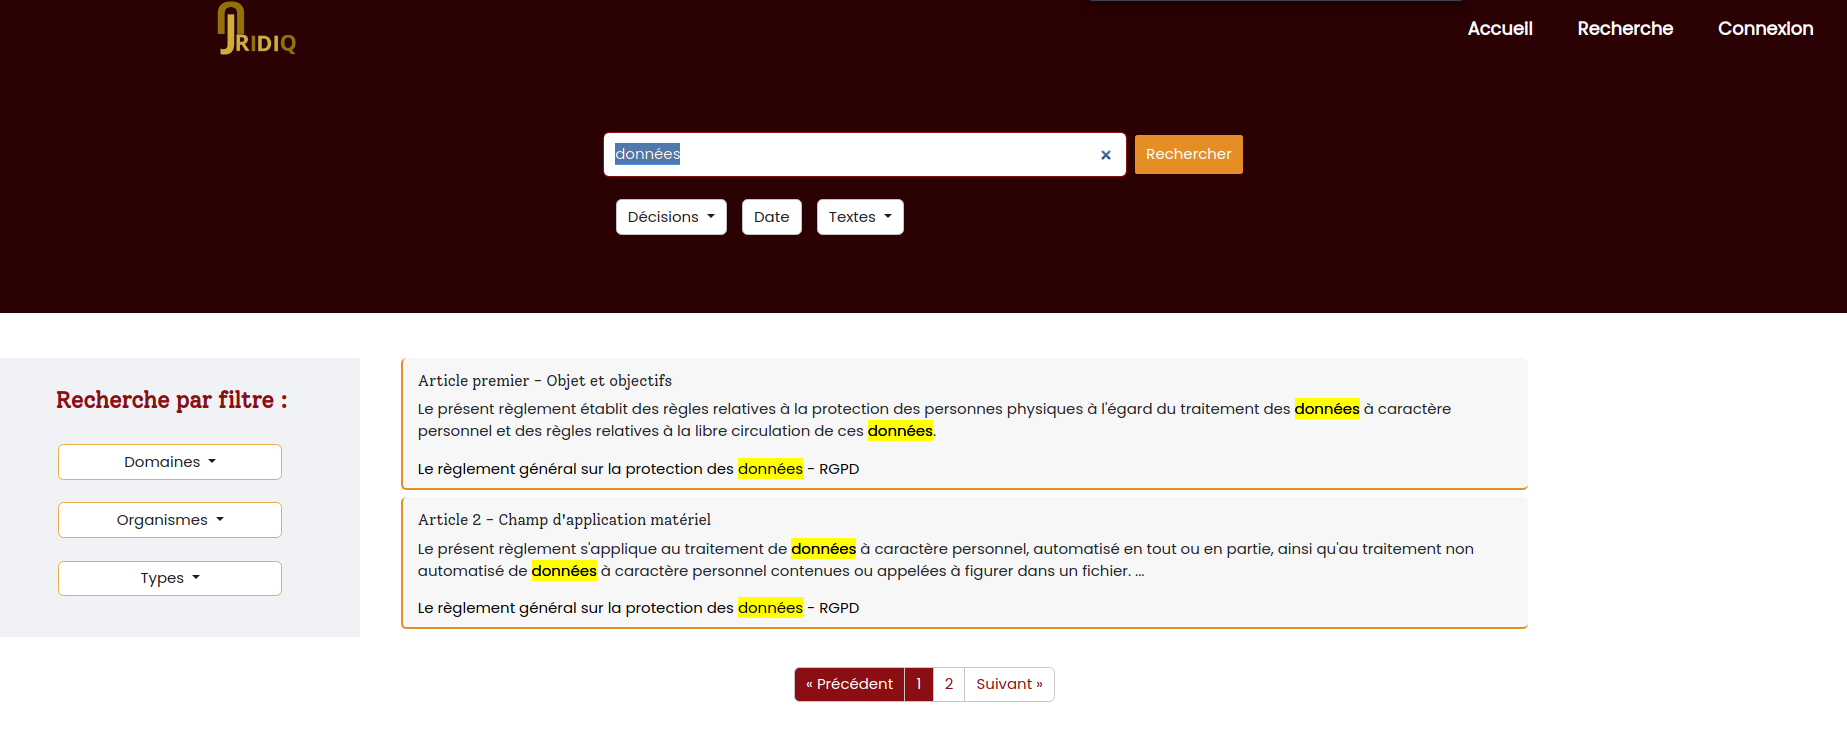 JRIDIQ
Accueil Recherche Connexion
données × Rechercher
Décisions Date Textes
Recherche par filtre :
Domaines
Organismes
Types
Article premier - Objet et objectifs
Le présent règlement établit des règles relatives à la protection des personnes physiques à l'égard du traitement des données à caractère
personnel et des règles relatives à la libre circulation de ces données.
Le règlement général sur la protection des données - RGPD
Article 2 - Champ d'application matériel
Le présent règlement s'applique au traitement de données à caractère personnel, automatisé en tout ou en partie, ainsi qu'au traitement non
automatisé de données à caractère personnel contenues ou appelées à figurer dans un fichier. ...
Le règlement général sur la protection des données - RGPD
« Précédent 1 2 Suivant »